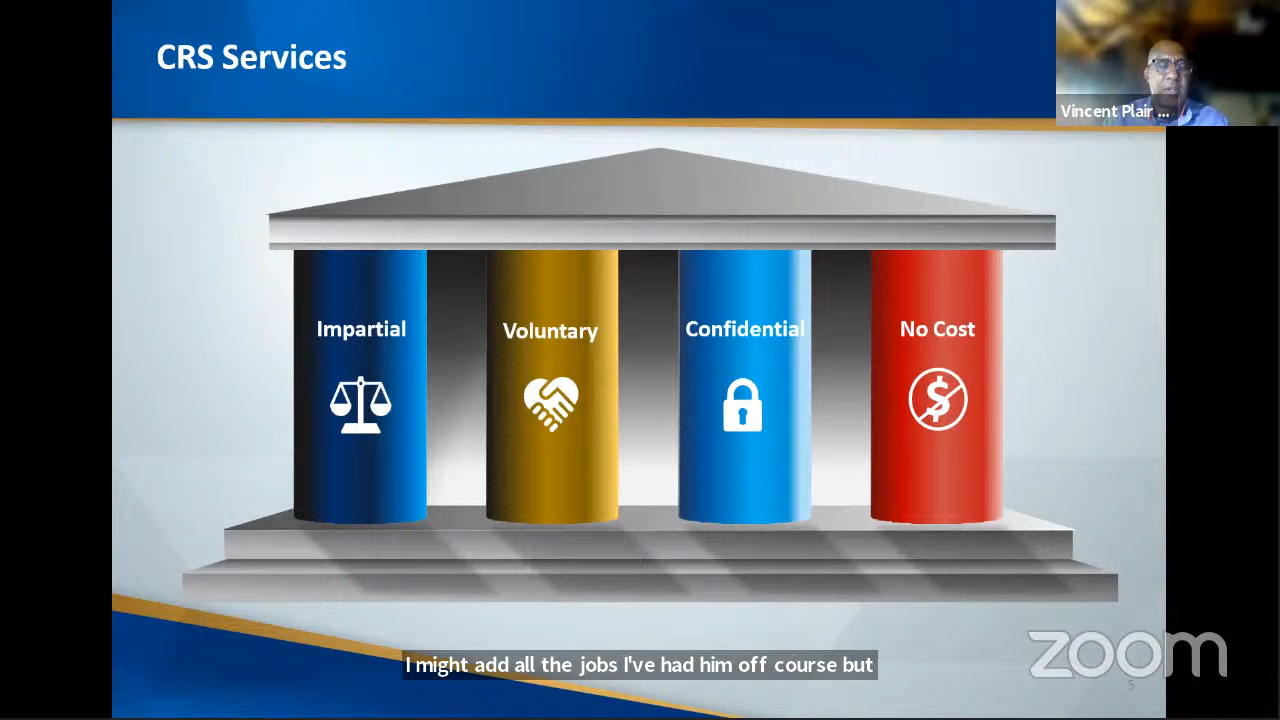 CRS Services
Vincent Plair ...
Impartial
Voluntary
Confidential
No Cost
I might add all the jobs I've had him off course but
zoom
5